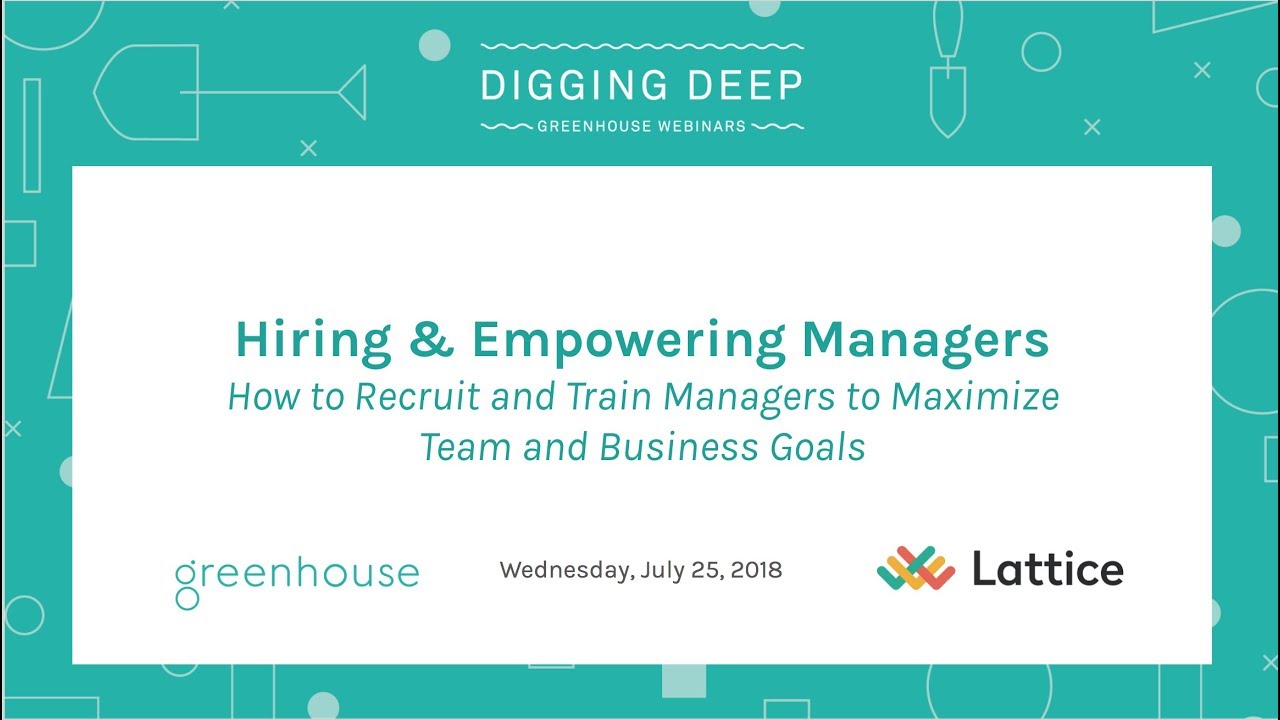 DIGGING DEEP
GREENHOUSE WEBINARS
Hiring & Empowering Managers
How to Recruit and Train Managers to Maximize
Team and Business Goals
greenhouse
Wednesday, July 25, 2018
Lattice